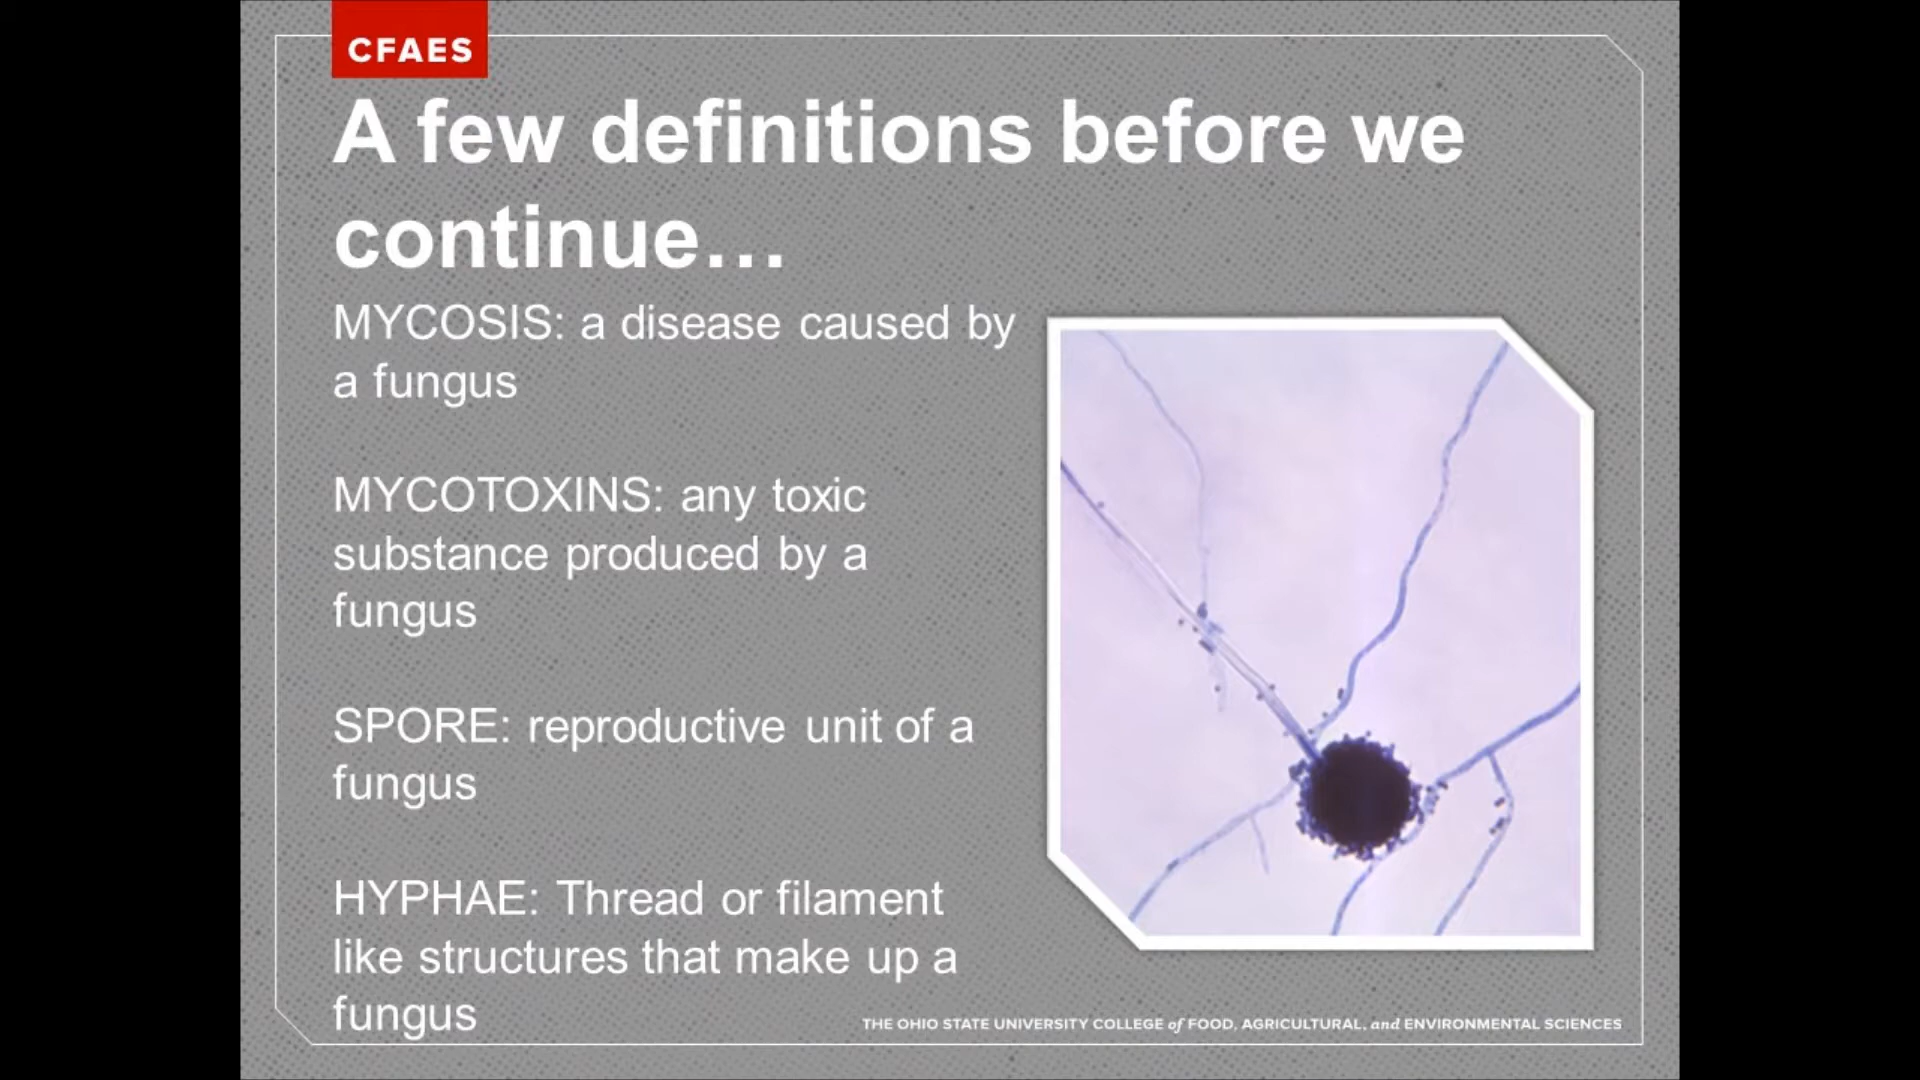 CFAES
A few definitions before we
continue…
MYCOSIS: a disease caused by
a fungus
MYCOTOXINS: any toxic
substance produced by a
fungus
SPORE: reproductive unit of a
fungus
HYPHAE: Thread or filament
like structures that make up a
fungus
THE OHIO STATE UNIVERSITY COLLEGE of FOOD, AGRICULTURAL, and ENVIRONMENTAL SCIENCES